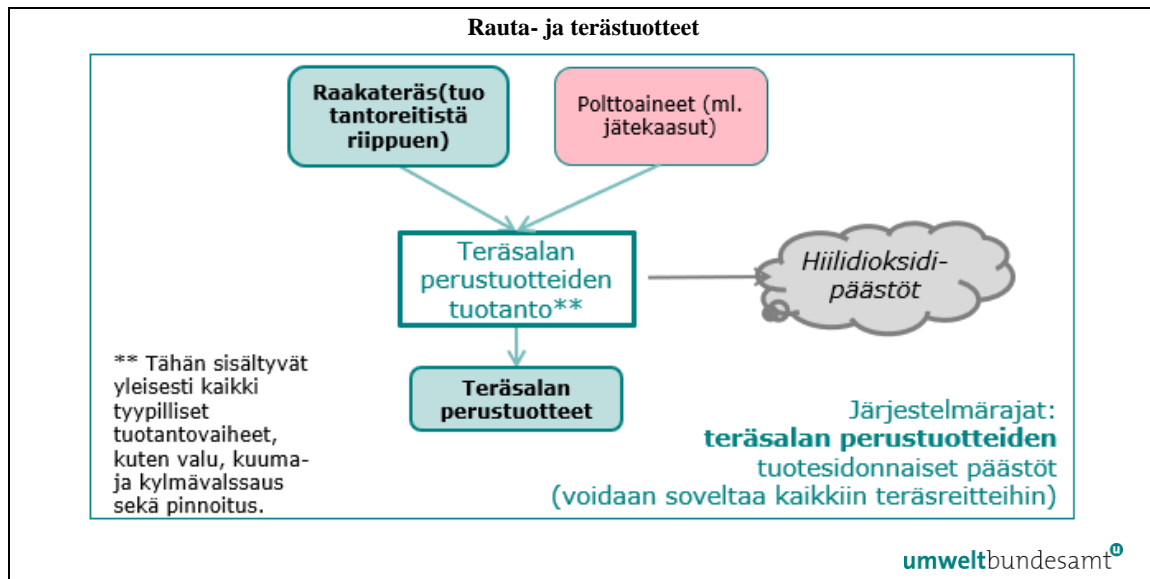 Rauta- ja terästuotteet
Raakateräs(tuo
tantoreitistä
riippuen)
Polttoaineet (ml.
jätekaasut)
Teräsalan
perustuotteiden
tuotanto**
Hiilidioksidi-
päästöt
** Tähän sisältyvät
yleisesti kaikki
tyypilliset
tuotantovaiheet,
kuten valu, kuuma-
ja kylmävalssaus
sekä pinnoitus.
Teräsalan
perustuotteet
Järjestelmärajat:
teräsalan perustuotteiden
tuotesidonnaiset päästöt
(voidaan soveltaa kaikkiin teräsreitteihin)
umweltbundesamt